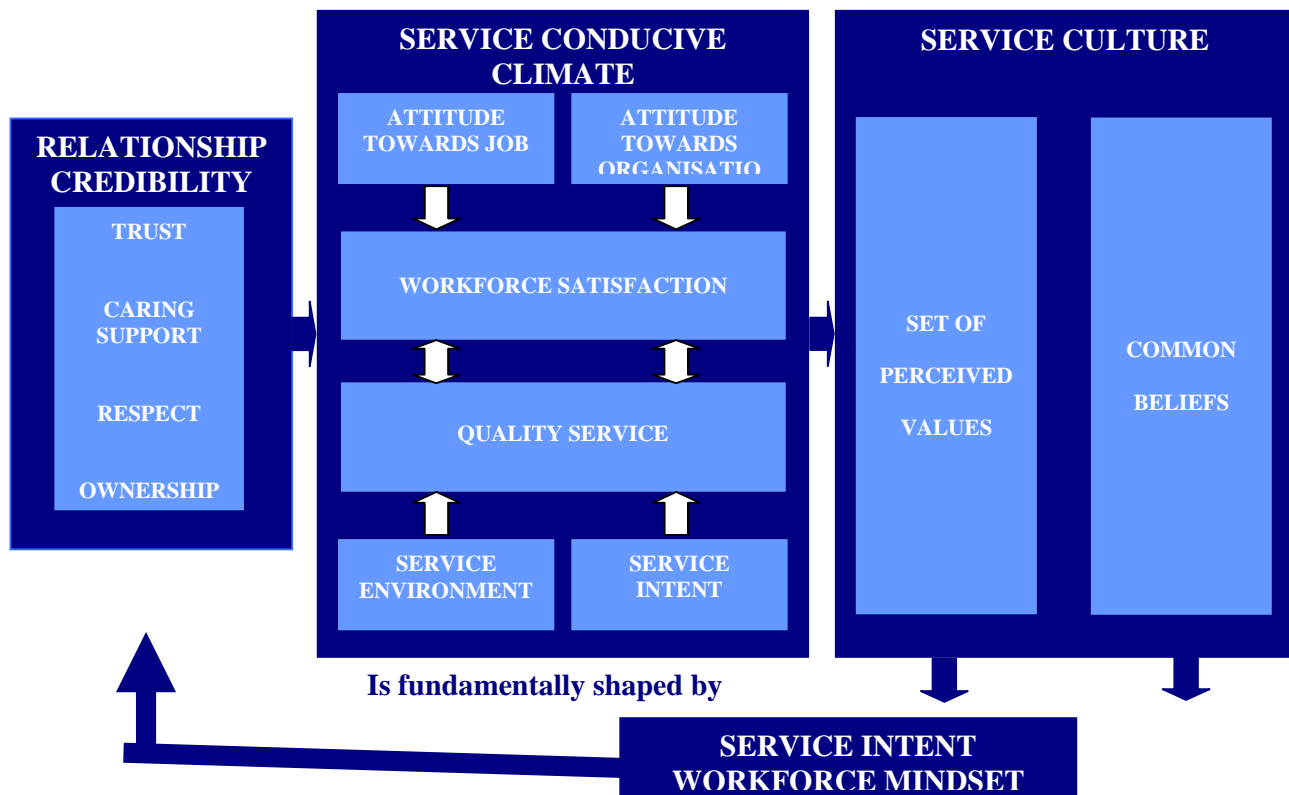 RELATIONSHIP
CREDIBILITY
TRUST
CARING
SUPPORT
RESPECT
OWNERSHIP
SERVICE CONDUCIVE
CLIMATE
ATTITUDE
TOWARDS JOB
ATTITUDE
TOWARDS
ORGANISATIO
WORKFORCE SATISFACTION
QUALITY SERVICE
SERVICE
ENVIRONMENT
SERVICE
INTENT
SERVICE CULTURE
SET OF
PERCEIVED
VALUES
COMMON
BELIEFS
Is fundamentally shaped by
SERVICE INTENT
WORKFORCE MINDSET